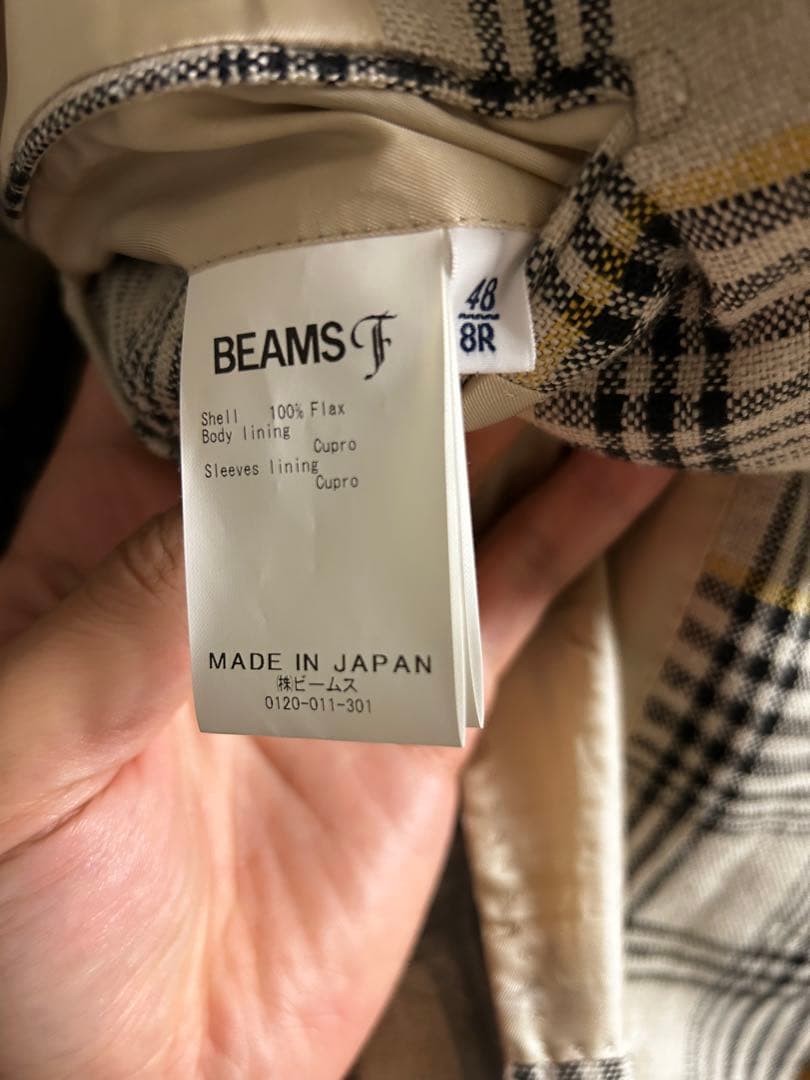 BEAMS F
48
8R
Shell 100% Flax
Body lining
Cupro
Sleeves lining
Cupro
MADE IN JAPAN
㈱ビームス
0120-011-301